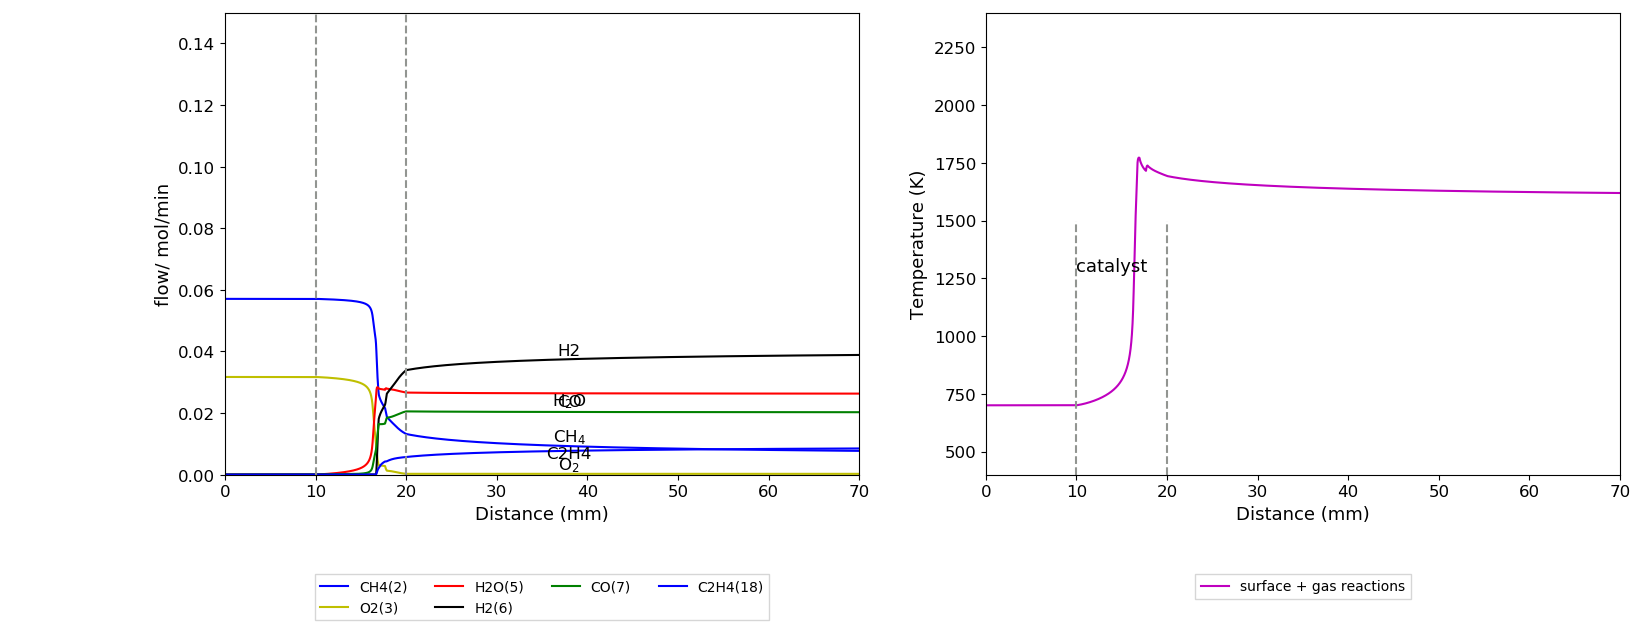 0.14
0.12
0.10
0.08
0.06
0.04
0.02
0.00
flow/ mol/min
0 10 20 30 40 50 60 70
Distance (mm)
H2
H₂O
CO
CH₄
C2H4
O₂
CH4(2) H2O(5) CO(7) C2H4(18)
O2(3) H2(6)
2250
2000
1750
1500
1250
1000
750
500
Temperature (K)
catalyst
0 10 20 30 40 50 60 70
Distance (mm)
surface + gas reactions